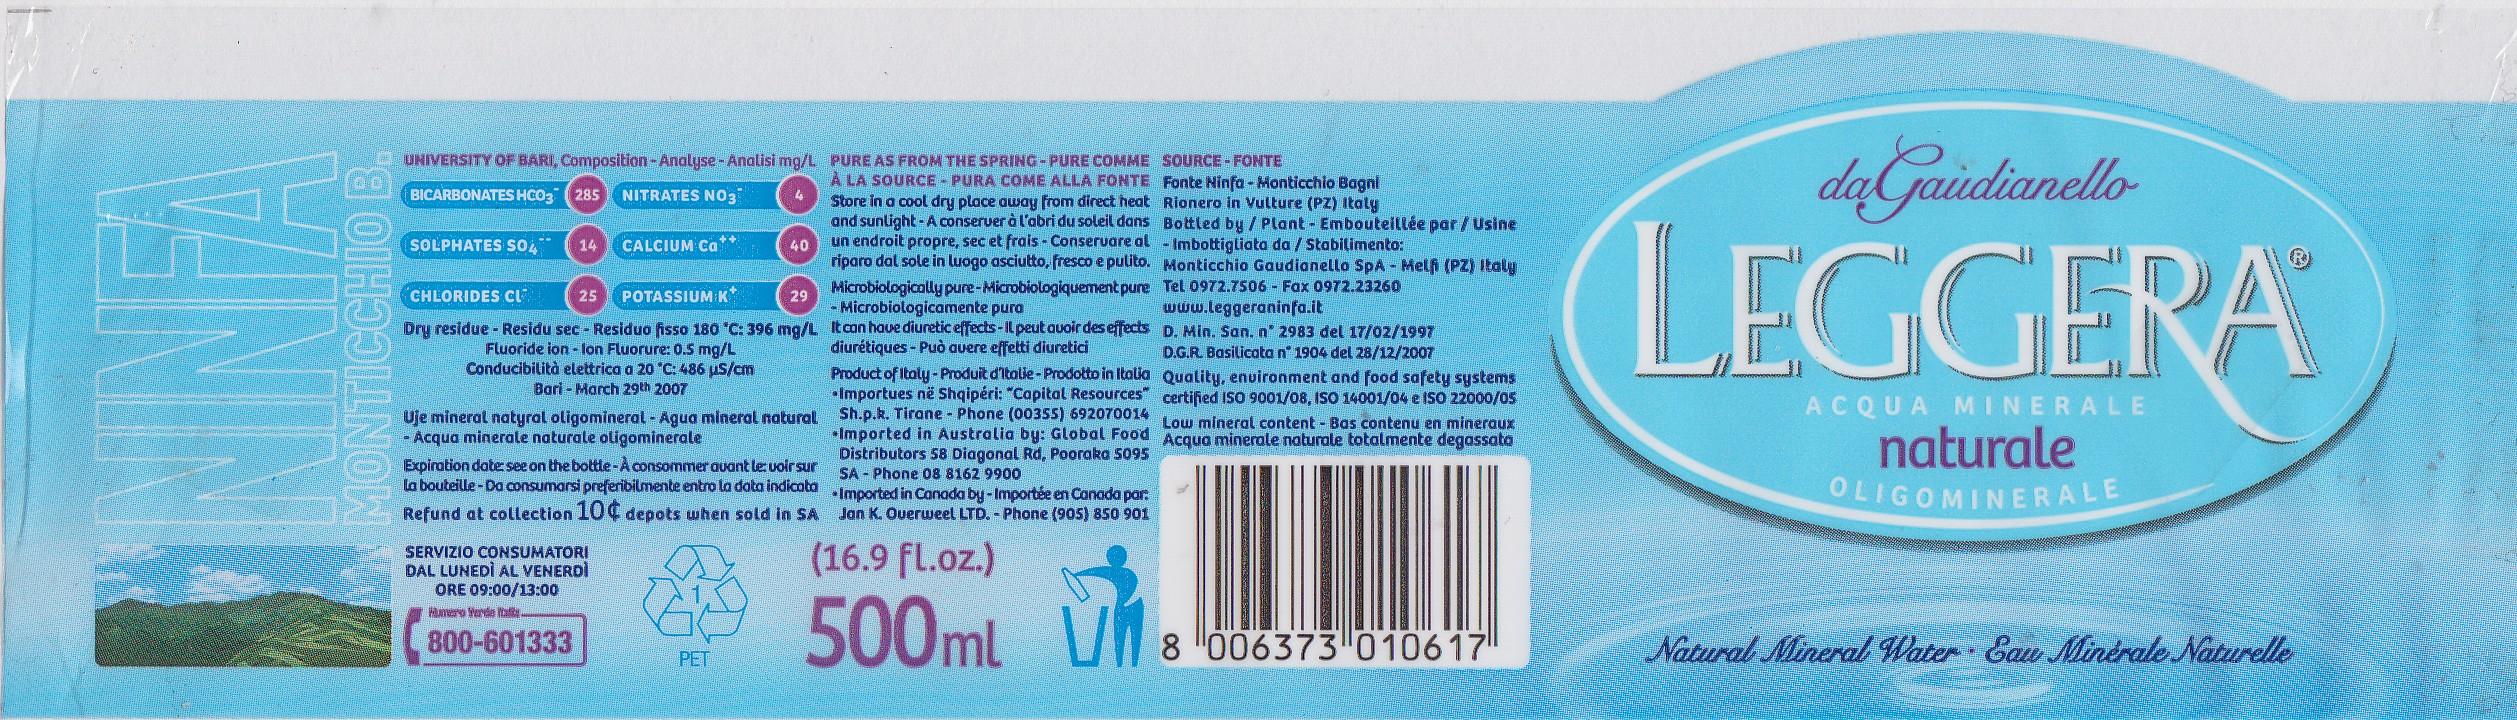 NINFA
MONTICCHIO B.
UNIVERSITY OF BARI, Composition - Analyse - Analisi mg/L
BICARBONATES HCO3- 285
NITRATES NO3- 4
SOLPHATES SO4-- 14
CALCIUM Ca++ 40
CHLORIDES Cl- 25
POTASSIUM K+ 29
Dry residue - Residu sec - Residuo fisso 180 °C: 396 mg/L
Fluoride ion - Ion Fluorure: 0.5 mg/L
Conducibilità elettrica a 20 °C: 486 µS/cm
Bari - March 29th 2007
Uje mineral natyral oligomineral - Agua mineral natural
- Acqua minerale naturale oligominerale
Expiration date: see on the bottle - À consommer avant le: voir sur
la bouteille - Da consumarsi preferibilmente entro la data indicata
Refund at collection 10¢ depots when sold in SA
SERVIZIO CONSUMATORI
DAL LUNEDÌ AL VENERDÌ
ORE 09:00/13:00
Numero Verde Italia
800-601333
1
PET
PURE AS FROM THE SPRING - PURE COMME
À LA SOURCE - PURA COME ALLA FONTE
Store in a cool dry place away from direct heat
and sunlight - A conserver à l'abri du soleil dans
un endroit propre, sec et frais - Conservare al
riparo dal sole in luogo asciutto, fresco e pulito.
Microbiologically pure - Microbiologiquement pure
- Microbiologicamente pura
It can have diuretic effects - Il peut avoir des effects
diurétiques - Può avere effetti diuretici
Product of Italy - Produit d'Italie - Prodotto in Italia
•Importues në Shqipëri: "Capital Resources"
Sh.p.k. Tirane - Phone (00355) 692070014
•Imported in Australia by: Global Food
Distributors 58 Diagonal Rd, Pooraka 5095
SA - Phone 08 8162 9900
•Imported in Canada by - Importée en Canada par:
Jan K. Overweel LTD. - Phone (905) 850 901
(16.9 fl.oz.)
500 ml
SOURCE - FONTE
Fonte Ninfa - Monticchio Bagni
Rionero in Vulture (PZ) Italy
Bottled by / Plant - Embouteillée par / Usine
- Imbottigliata da / Stabilimento:
Monticchio Gaudianello SpA - Melfi (PZ) Italy
Tel 0972.7506 - Fax 0972.23260
www.leggeraninfa.it
D. Min. San. n° 2983 del 17/02/1997
D.G.R. Basilicata n° 1904 del 28/12/2007
Quality, environment and food safety systems
certified ISO 9001/08, ISO 14001/04 e ISO 22000/05
Low mineral content - Bas contenu en mineraux
Acqua minerale naturale totalmente degassata
8 006373 010617
da Gaudianello
LEGGERA®
ACQUA MINERALE
naturale
OLIGOMINERALE
Natural Mineral Water · Eau Minérale Naturelle